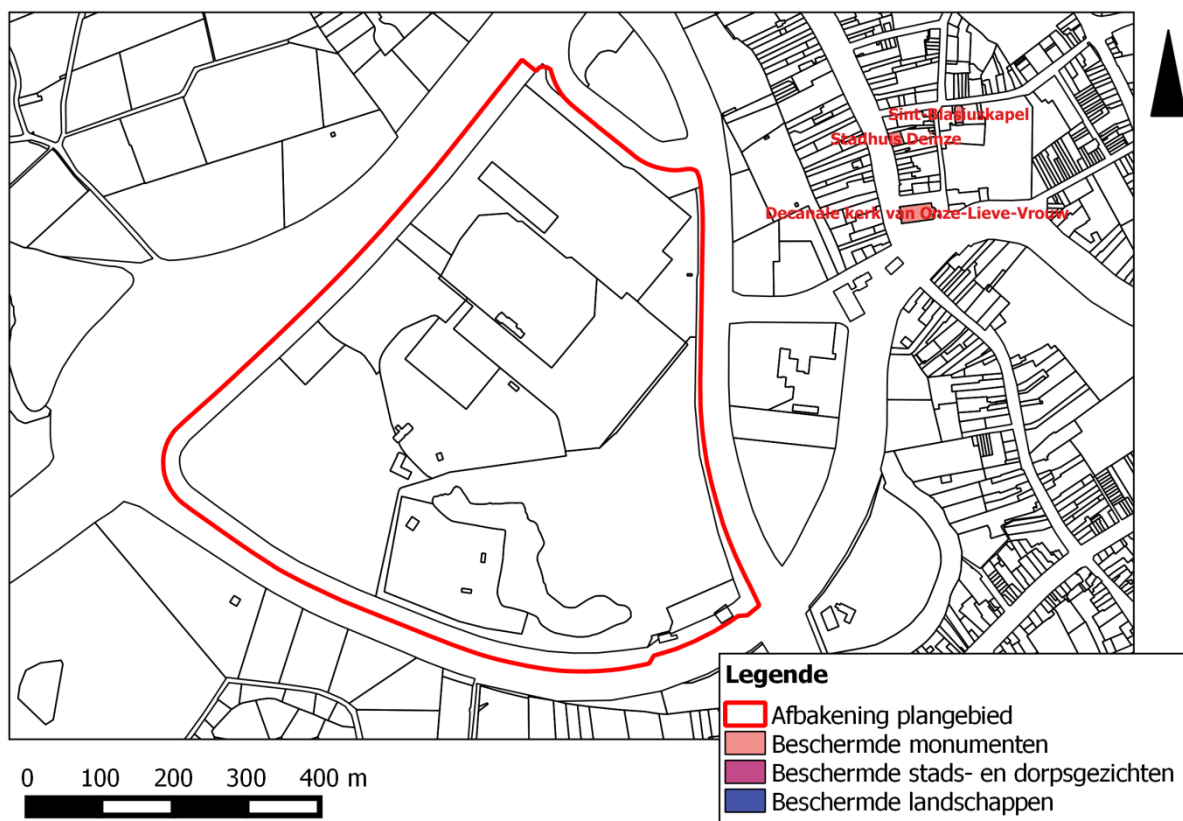 Sint-Blasiuzkapel
Stadhuis Deinze
Decanale kerk van Onze-Lieve-Vrouw
Legende
Afbakening plangebied
Beschermde monumenten
Beschermde stads- en dorpsgezichten
Beschermde landschappen
0 100 200 300 400 m